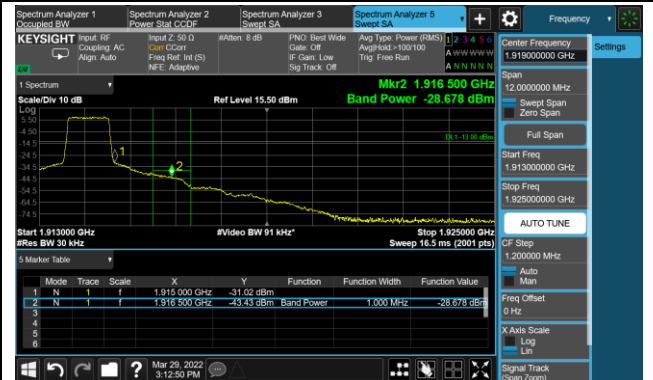 Spectrum Analyzer 1 Occupied BW
Spectrum Analyzer 2 Power Stat CCDF
Spectrum Analyzer 3 Swept SA
Spectrum Analyzer 5 Swept SA
+
Frequency
KEYSIGHT
Input: RF
Coupling: AC
Align: Auto
Input Z: 50 Ω
Corr CCorr
Freq Ref: Int (S)
NFE: Adaptive
#Atten: 8 dB
PNO: Best Wide
Gate: Off
IF Gain: Low
Sig Track: Off
Avg Type: Power (RMS)
Avg|Hold:>100/100
Trig: Free Run
1 2 3 4 5 6
A W W W W W
A N N N N N
LXI
1 Spectrum
Scale/Div 10 dB
Ref Level 15.50 dBm
Mkr2 1.916 500 GHz
Band Power -28.678 dBm
Log
5.50
-4.50
-14.5
-24.5
-34.5
-44.5
-54.5
-64.5
-74.5
DL1 -13.00 dBm
1
2
Start 1.913000 GHz
#Res BW 30 kHz
#Video BW 91 kHz*
Stop 1.925000 GHz
Sweep 16.5 ms (2001 pts)
5 Marker Table
Mode Trace Scale X Y Function Function Width Function Value
1 N 1 f 1.915 000 GHz -31.02 dBm
2 N 1 f 1.916 500 GHz -43.43 dBm Band Power 1.000 MHz -28.678 dBm
3
4
5
6
Mar 29, 2022
3:12:50 PM
?
Center Frequency
1.919000000 GHz
Settings
Span
12.0000000 MHz
Swept Span
Zero Span
Full Span
Start Freq
1.913000000 GHz
Stop Freq
1.925000000 GHz
AUTO TUNE
CF Step
1.200000 MHz
Auto
Man
Freq Offset
0 Hz
X Axis Scale
Log
Lin
Signal Track
(Span Zoom)